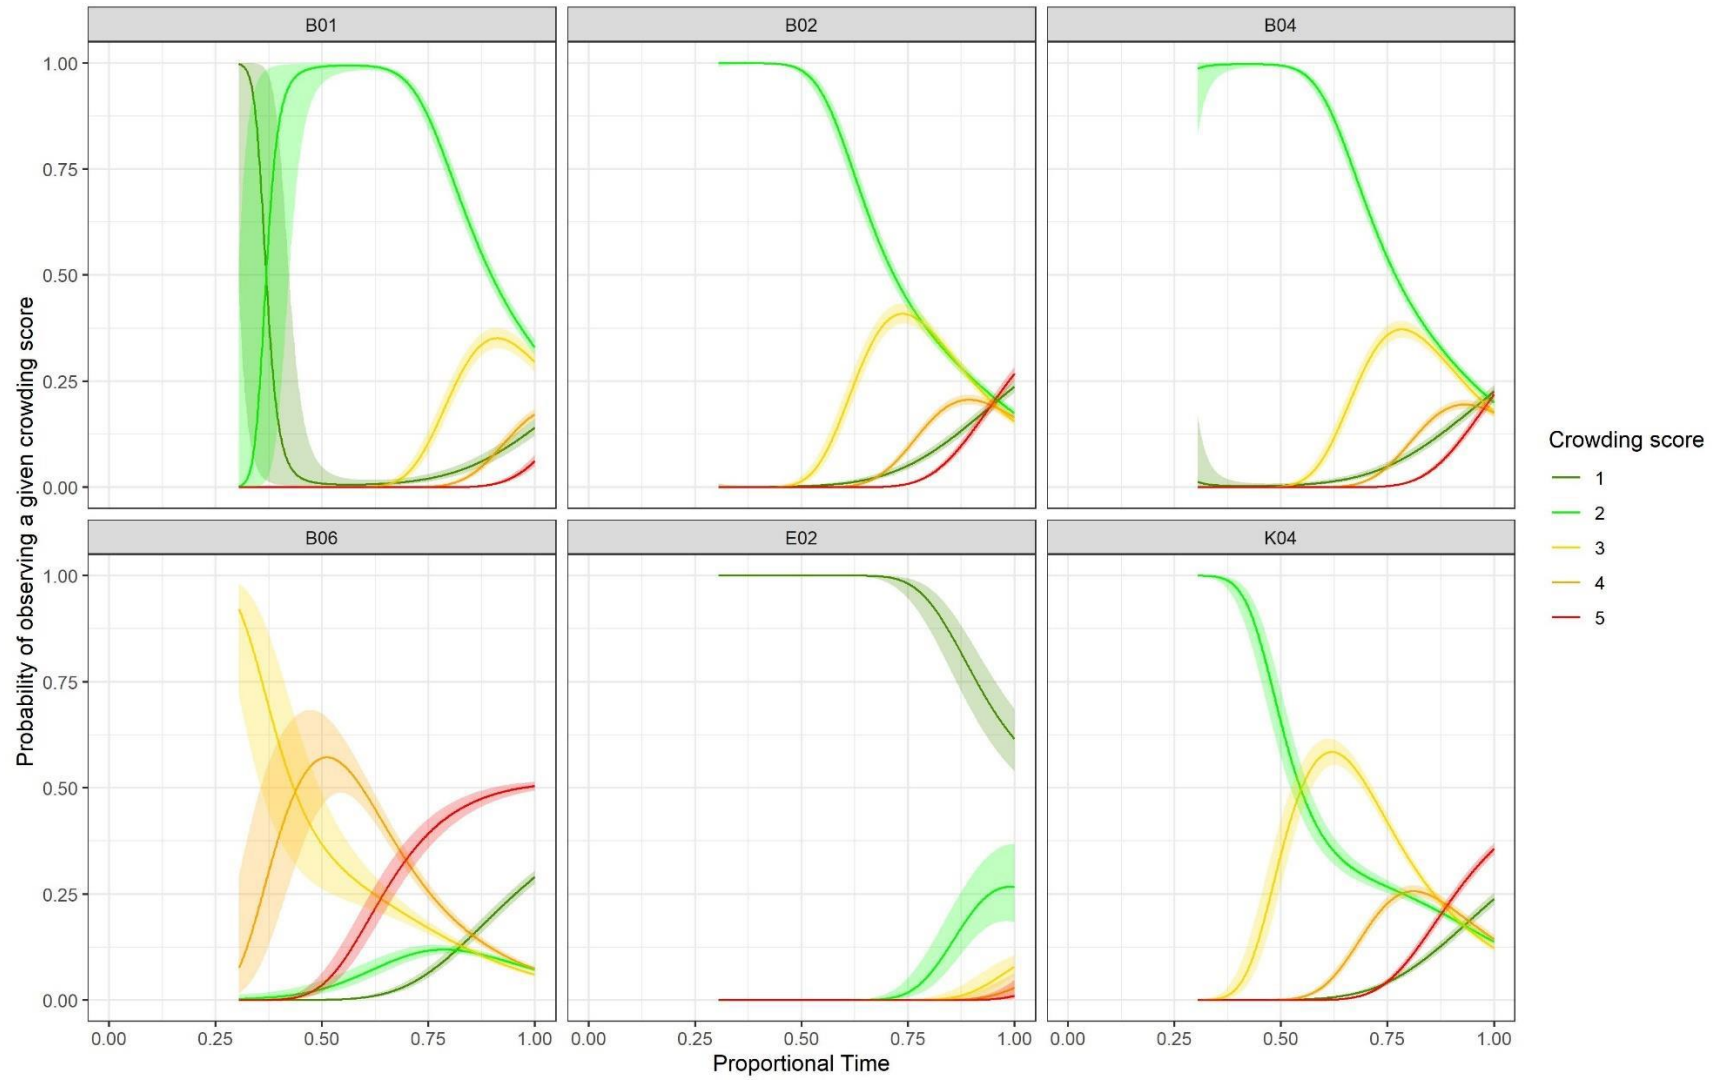 B01 B02 B04
1.00
0.75
0.50
0.25
0.00
B06 E02 K04
1.00
0.75
0.50
0.25
0.00
0.00 0.25 0.50 0.75 1.00 0.00 0.25 0.50 0.75 1.00 0.00 0.25 0.50 0.75 1.00
Proportional Time
Probability of observing a given crowding score
Crowding score
1
2
3
4
5